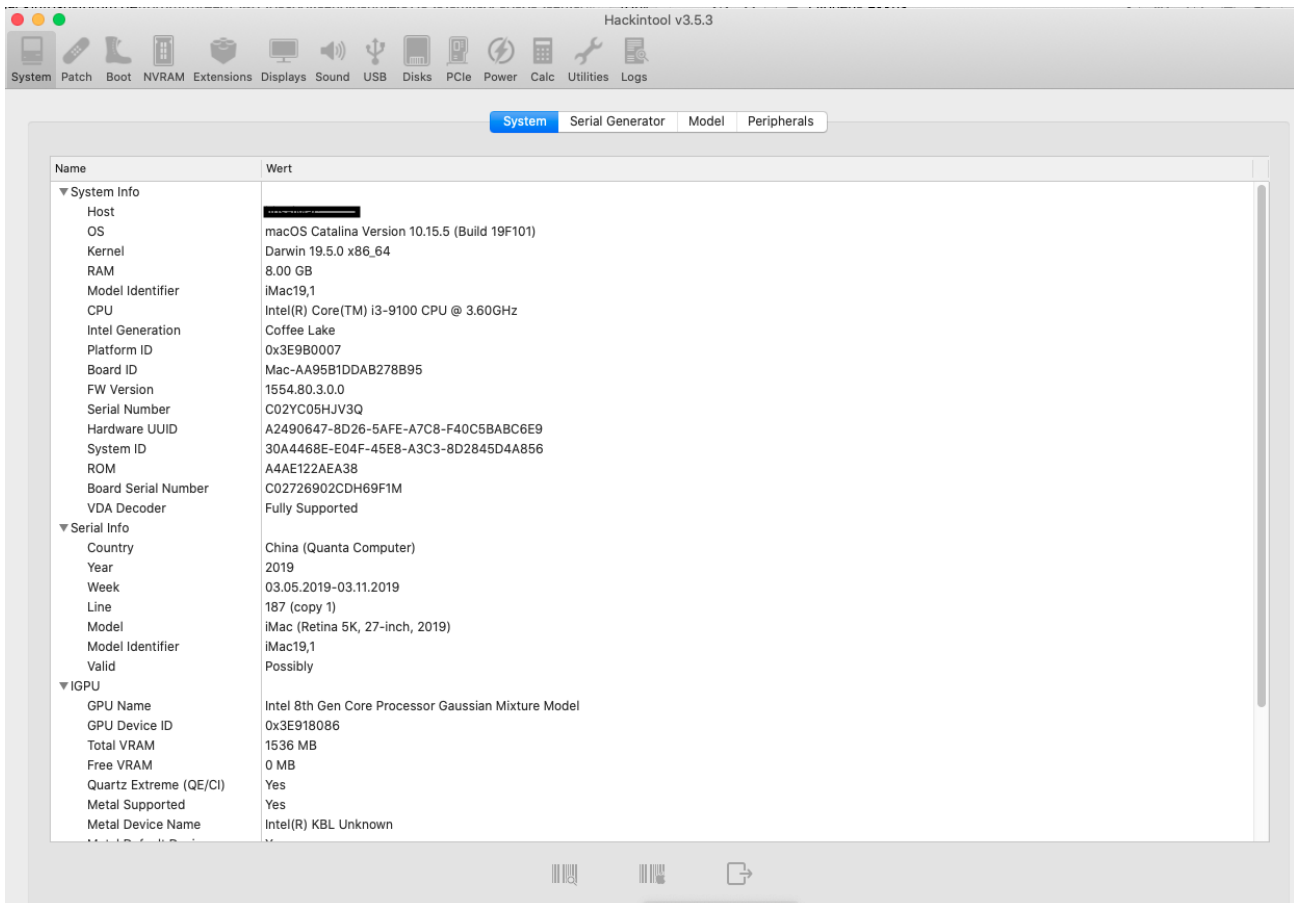 Hackintool v3.5.3
System Patch Boot NVRAM Extensions Displays Sound USB Disks PCIe Power Calc Utilities Logs
System Serial Generator Model Peripherals
Name Wert
System Info
Host
OS macOS Catalina Version 10.15.5 (Build 19F101)
Kernel Darwin 19.5.0 x86_64
RAM 8.00 GB
Model Identifier iMac19,1
CPU Intel(R) Core(TM) i3-9100 CPU @ 3.60GHz
Intel Generation Coffee Lake
Platform ID 0x3E9B0007
Board ID Mac-AA95B1DDAB278B95
FW Version 1554.80.3.0.0
Serial Number C02YC05HJV3Q
Hardware UUID A2490647-8D26-5AFE-A7C8-F40C5BABC6E9
System ID 30A4468E-E04F-45E8-A3C3-8D2845D4A856
ROM A4AE122AEA38
Board Serial Number C02726902CDH69F1M
VDA Decoder Fully Supported
Serial Info
Country China (Quanta Computer)
Year 2019
Week 03.05.2019-03.11.2019
Line 187 (copy 1)
Model iMac (Retina 5K, 27-inch, 2019)
Model Identifier iMac19,1
Valid Possibly
IGPU
GPU Name Intel 8th Gen Core Processor Gaussian Mixture Model
GPU Device ID 0x3E918086
Total VRAM 1536 MB
Free VRAM 0 MB
Quartz Extreme (QE/CI) Yes
Metal Supported Yes
Metal Device Name Intel(R) KBL Unknown